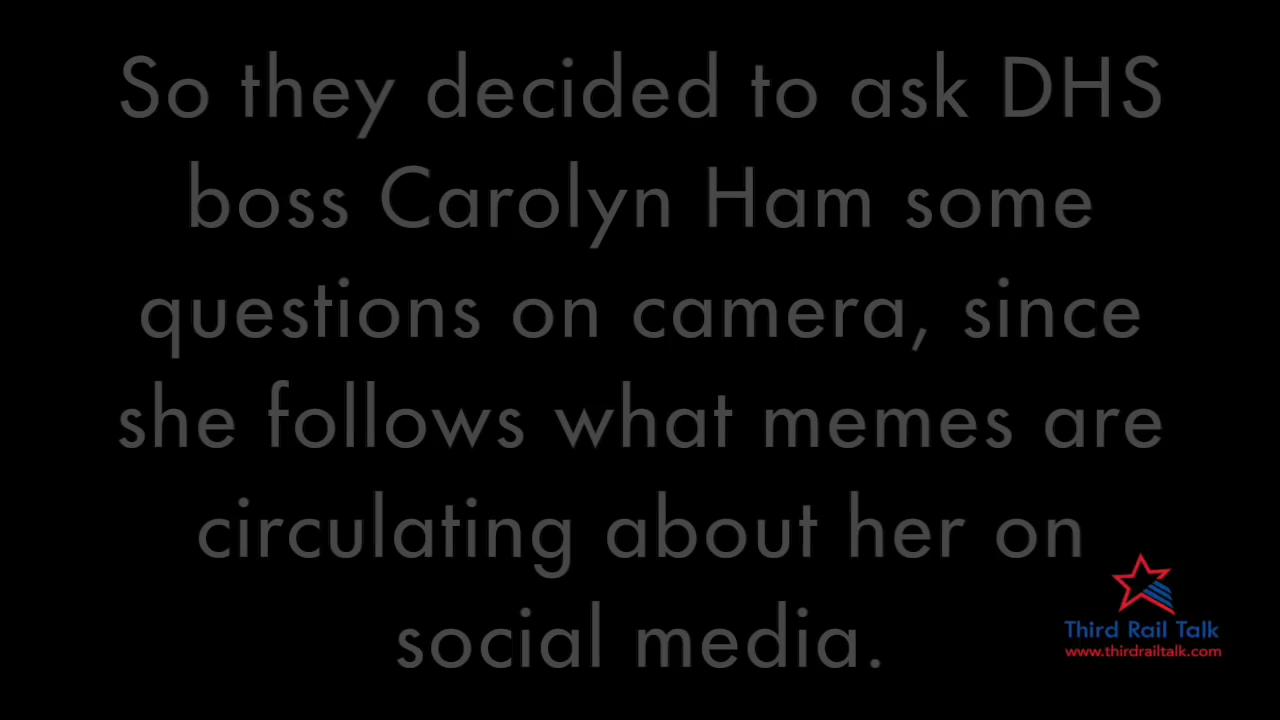 So they decided to ask DHS
boss Carolyn Ham some
questions on camera, since
she follows what memes are
circulating about her on
social media.
Third Rail Talk
www.thirdrailtalk.com